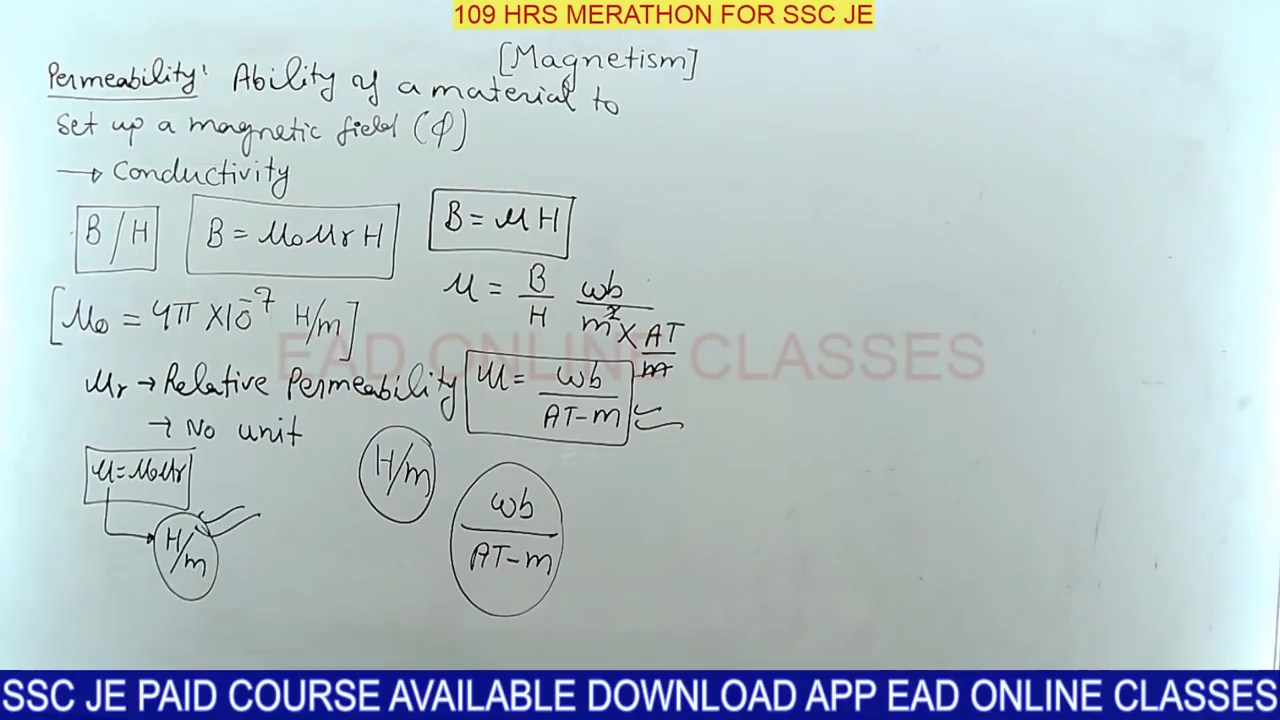 109 HRS MERATHON FOR SSC JE
[Magnetism]
Permeability: Ability of a material to
set up a magnetic field (ϕ)
→ Conductivity
B/H
B = μ₀μr H
B = μ H
μ = B/H wb/m² × AT/m
[μ₀ = 4π × 10⁻⁷ H/m]
EAD ONLINE CLASSES
μr → Relative Permeability
μ = wb/AT-m
→ No unit
μ = μ₀μr
H/m
H/m
wb/AT-m
SSC JE PAID COURSE AVAILABLE DOWNLOAD APP EAD ONLINE CLASSES